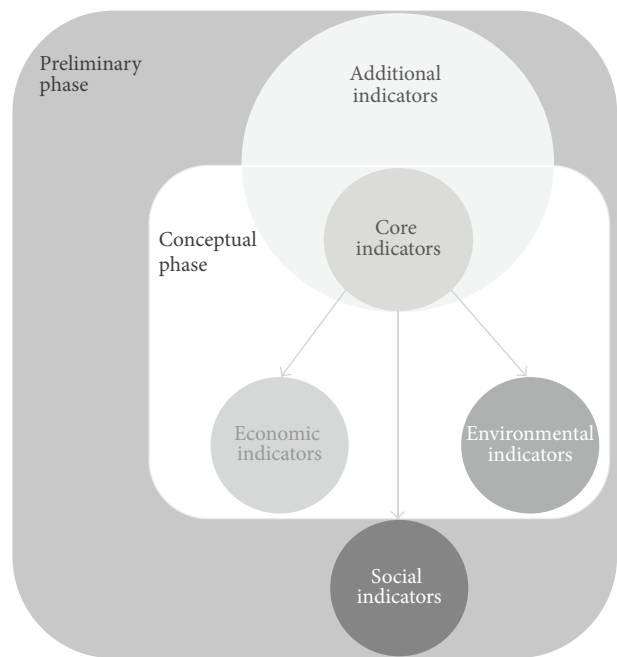 Preliminary
phase
Additional
indicators
Conceptual
phase
Core
indicators
Economic
indicators
Environmental
indicators
Social
indicators